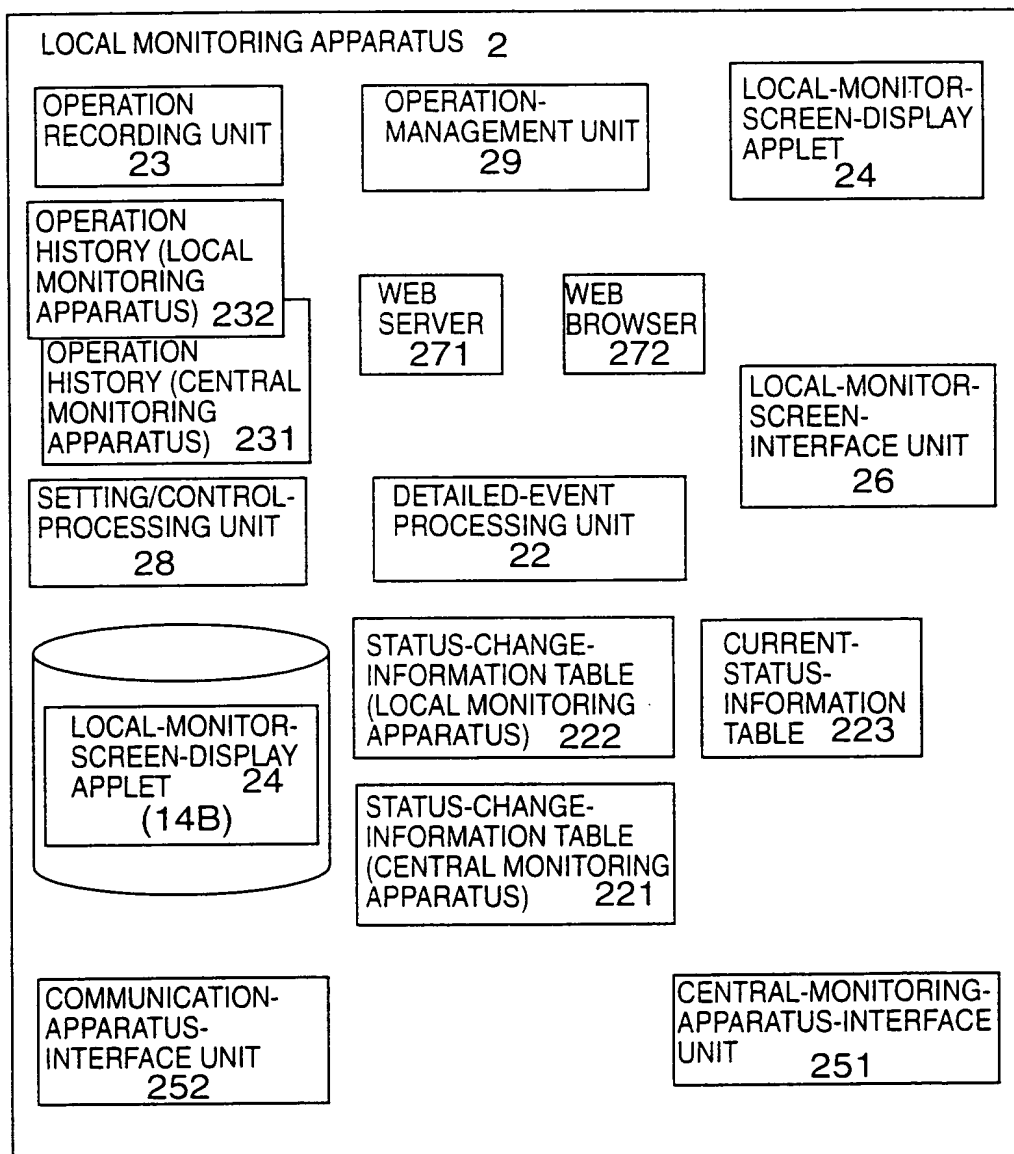 LOCAL MONITORING APPARATUS 2
OPERATION
RECORDING UNIT
23
OPERATION-
MANAGEMENT UNIT
29
LOCAL-MONITOR-
SCREEN-DISPLAY
APPLET
24
OPERATION
HISTORY (LOCAL
MONITORING
APPARATUS) 232
OPERATION
HISTORY (CENTRAL
MONITORING
APPARATUS) 231
WEB
SERVER
271
WEB
BROWSER
272
LOCAL-MONITOR-
SCREEN-
INTERFACE UNIT
26
SETTING/CONTROL-
PROCESSING UNIT
28
DETAILED-EVENT
PROCESSING UNIT
22
LOCAL-MONITOR-
SCREEN-DISPLAY
APPLET 24
(14B)
STATUS-CHANGE-
INFORMATION TABLE
(LOCAL MONITORING
APPARATUS) 222
CURRENT-
STATUS-
INFORMATION
TABLE 223
STATUS-CHANGE-
INFORMATION TABLE
(CENTRAL MONITORING
APPARATUS) 221
COMMUNICATION-
APPARATUS-
INTERFACE UNIT
252
CENTRAL-MONITORING-
APPARATUS-INTERFACE
UNIT 251